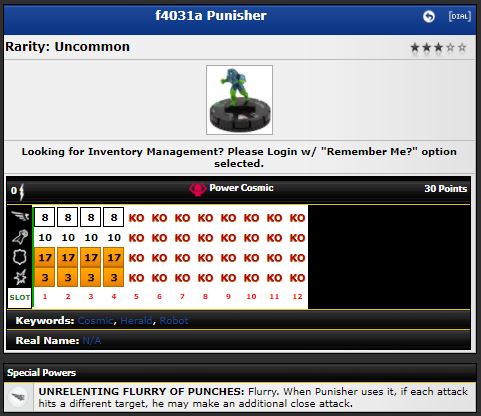 f4031a Punisher
[DIAL]
Rarity: Uncommon
Looking for Inventory Management? Please Login w/ "Remember Me?" option
selected.
0 Power Cosmic 30 Points
8 8 8 8 KO KO KO KO KO KO KO KO
10 10 10 10 KO KO KO KO KO KO KO KO
17 17 17 17 KO KO KO KO KO KO KO KO
3 3 3 3 KO KO KO KO KO KO KO KO
SLOT 1 2 3 4 5 6 7 8 9 10 11 12
Keywords: Cosmic, Herald, Robot
Real Name: N/A
Special Powers
UNRELENTING FLURRY OF PUNCHES: Flurry. When Punisher uses it, if each attack
hits a different target, he may make an additional close attack.